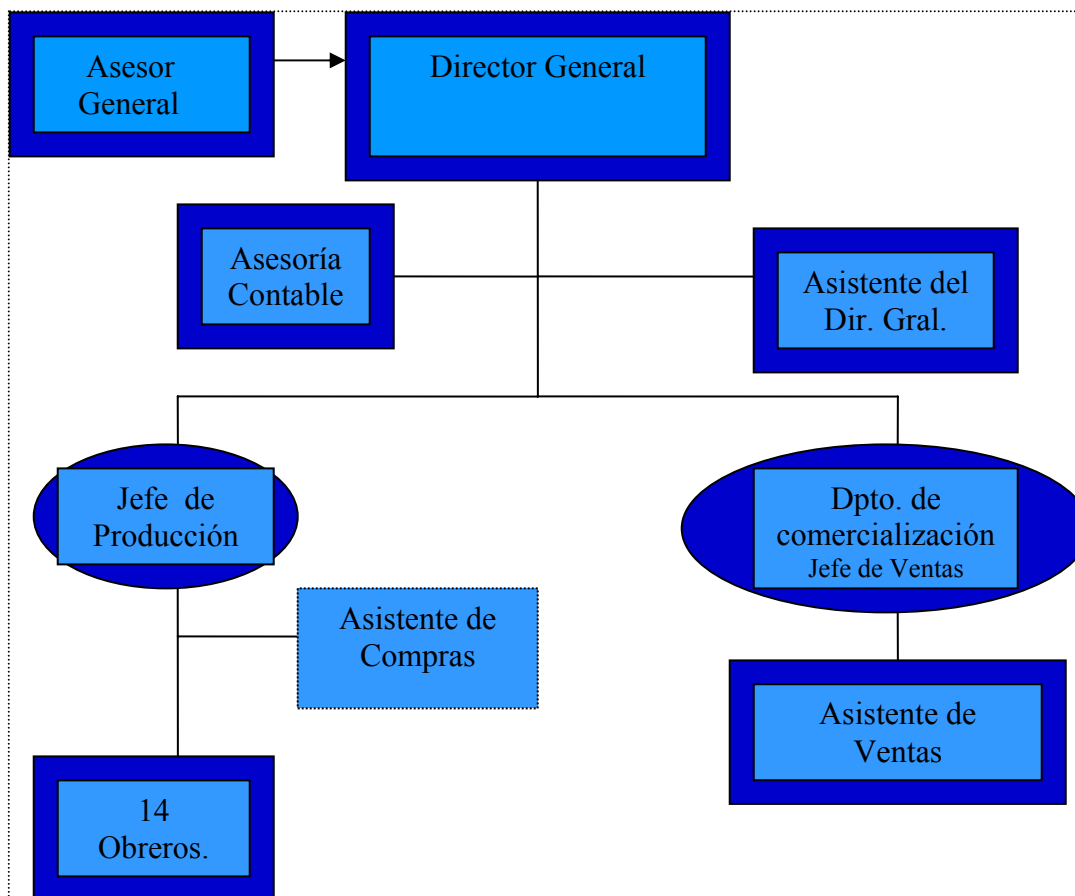 Asesor
General
Director General
Asesoría
Contable
Asistente del
Dir. Gral.
Jefe de
Producción
Dpto. de
comercialización
Jefe de Ventas
Asistente de
Compras
Asistente de
Ventas
14
Obreros.